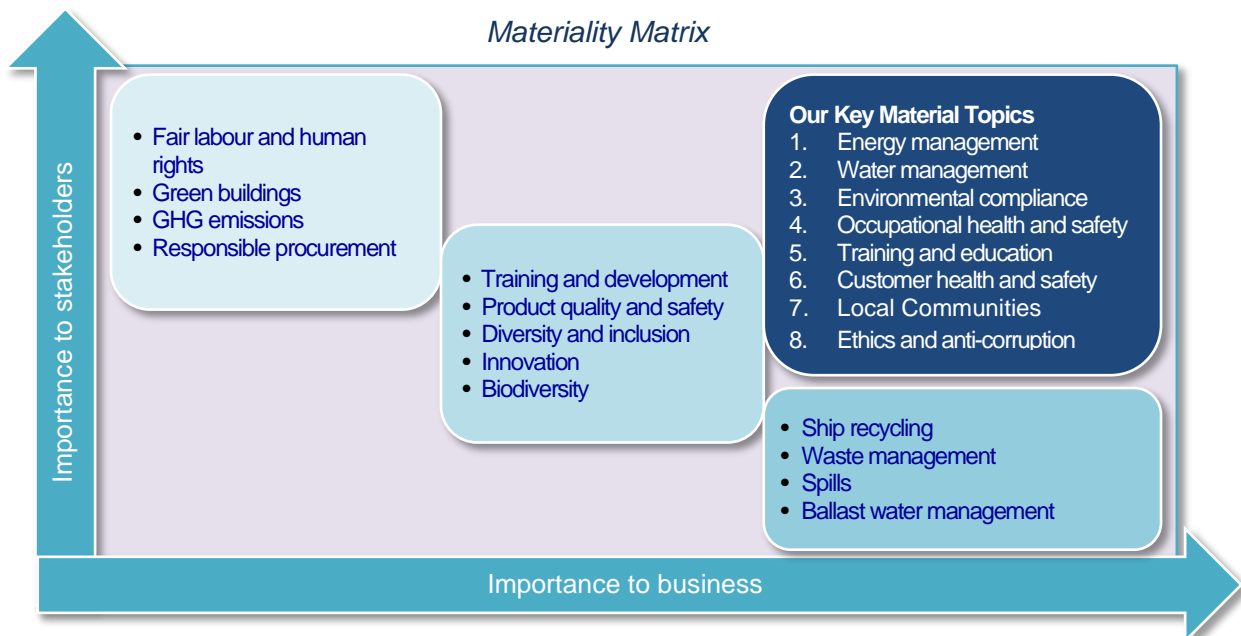 Materiality Matrix
Importance to stakeholders
• Fair labour and human
rights
• Green buildings
• GHG emissions
• Responsible procurement
• Training and development
• Product quality and safety
• Diversity and inclusion
• Innovation
• Biodiversity
Our Key Material Topics
1. Energy management
2. Water management
3. Environmental compliance
4. Occupational health and safety
5. Training and education
6. Customer health and safety
7. Local Communities
8. Ethics and anti-corruption
• Ship recycling
• Waste management
• Spills
• Ballast water management
Importance to business